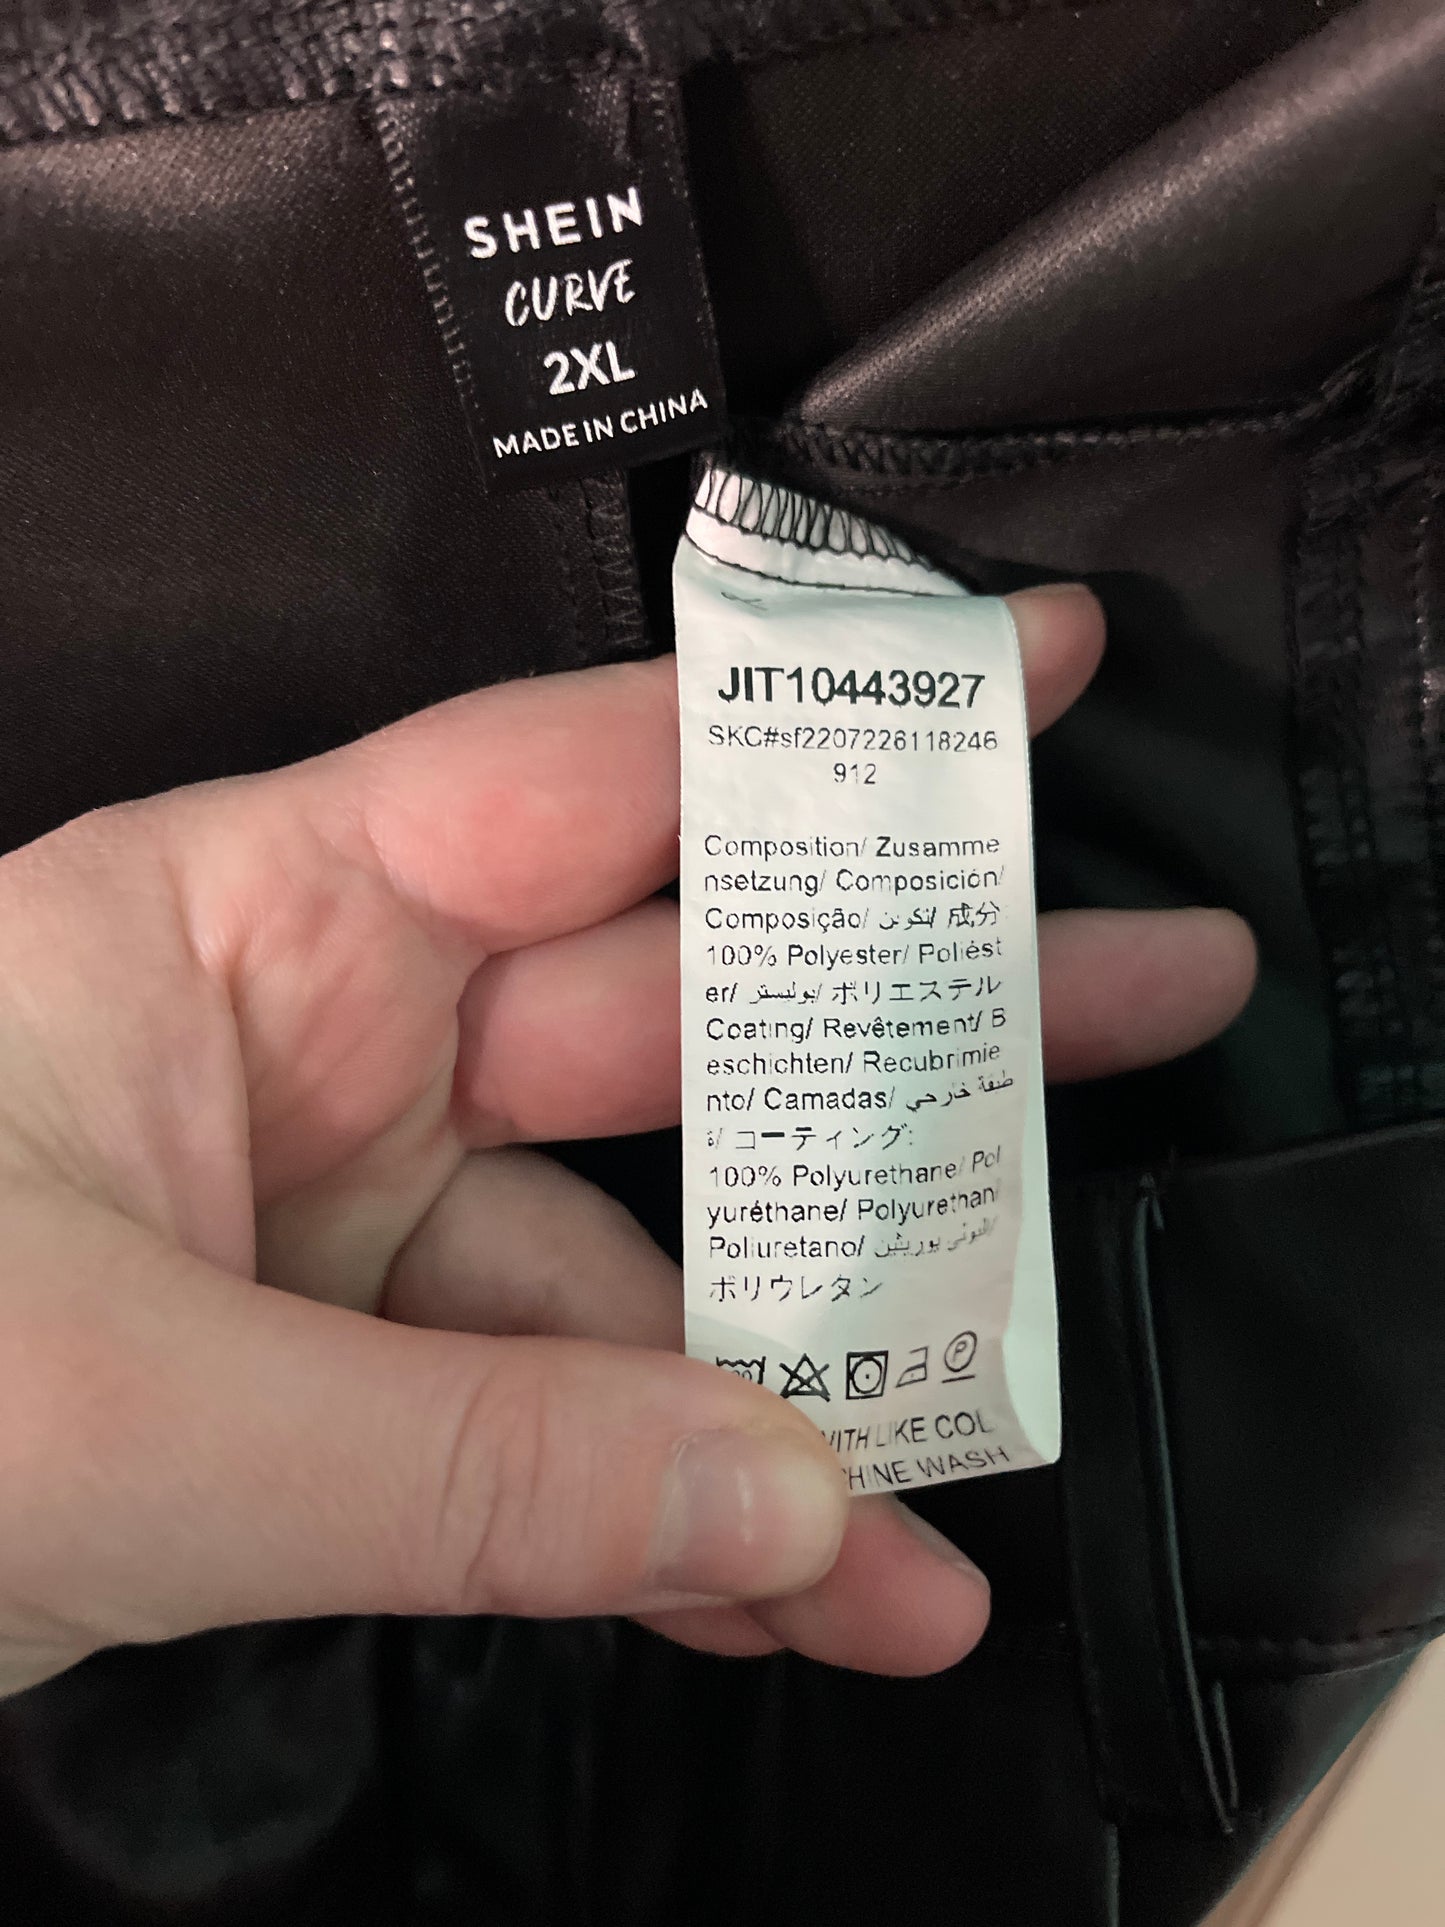 SHEIN
CURVE
2XL
MADE IN CHINA
JIT10443927
SKC#sf2207226118246
912
Composition/ Zusamme
nsetzung/ Composición/
Composição/ التكوين/ 成分
100% Polyester/ Poliést
er/ بوليستر/ ポリエステル
Coating/ Revêtement/ B
eschichten/ Recubrimie
nto/ Camadas/ طبقة خارجي
ة/ コーティング:
100% Polyurethane/ Pol
yuréthane/ Polyurethan/
Poliuretano/
ポリウレタン
P
WITH LIKE COL
WASH